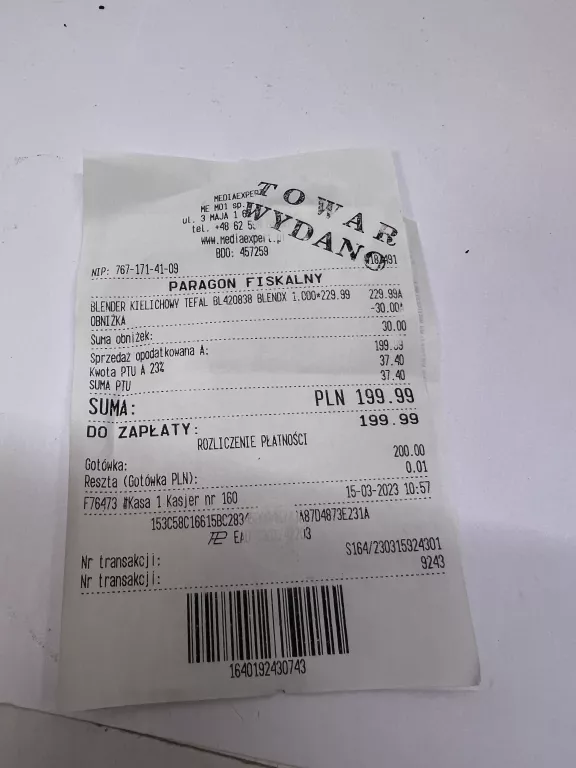 MEDIAEXPERT
ME M01 sp.
ul. 3 MAJA 1
tel. +48 62
www.mediaexpert.p
BDO: 457259
TOWAR
WYDANO
NIP: 767-171-41-09
PARAGON FISKALNY
BLENDER KIELICHOWY TEFAL BL420838 BLENDX 1.000*229.99 229.99A
OBNIŻKA -30.00A
Suma obniżek: 30.00
Sprzedaż opodatkowana A:
Kwota PTU A 23% 37.40
SUMA PTU 37.40
SUMA: PLN 199.99
DO ZAPŁATY: 199.99
ROZLICZENIE PŁATNOŚCI
Gotówka: 200.00
Reszta (Gotówka PLN): 0.01
F76473 #Kasa 1 Kasjer nr 160 15-03-2023 10:57
Nr transakcji: S164/230315924301
Nr transakcji: 9243
1640192430743